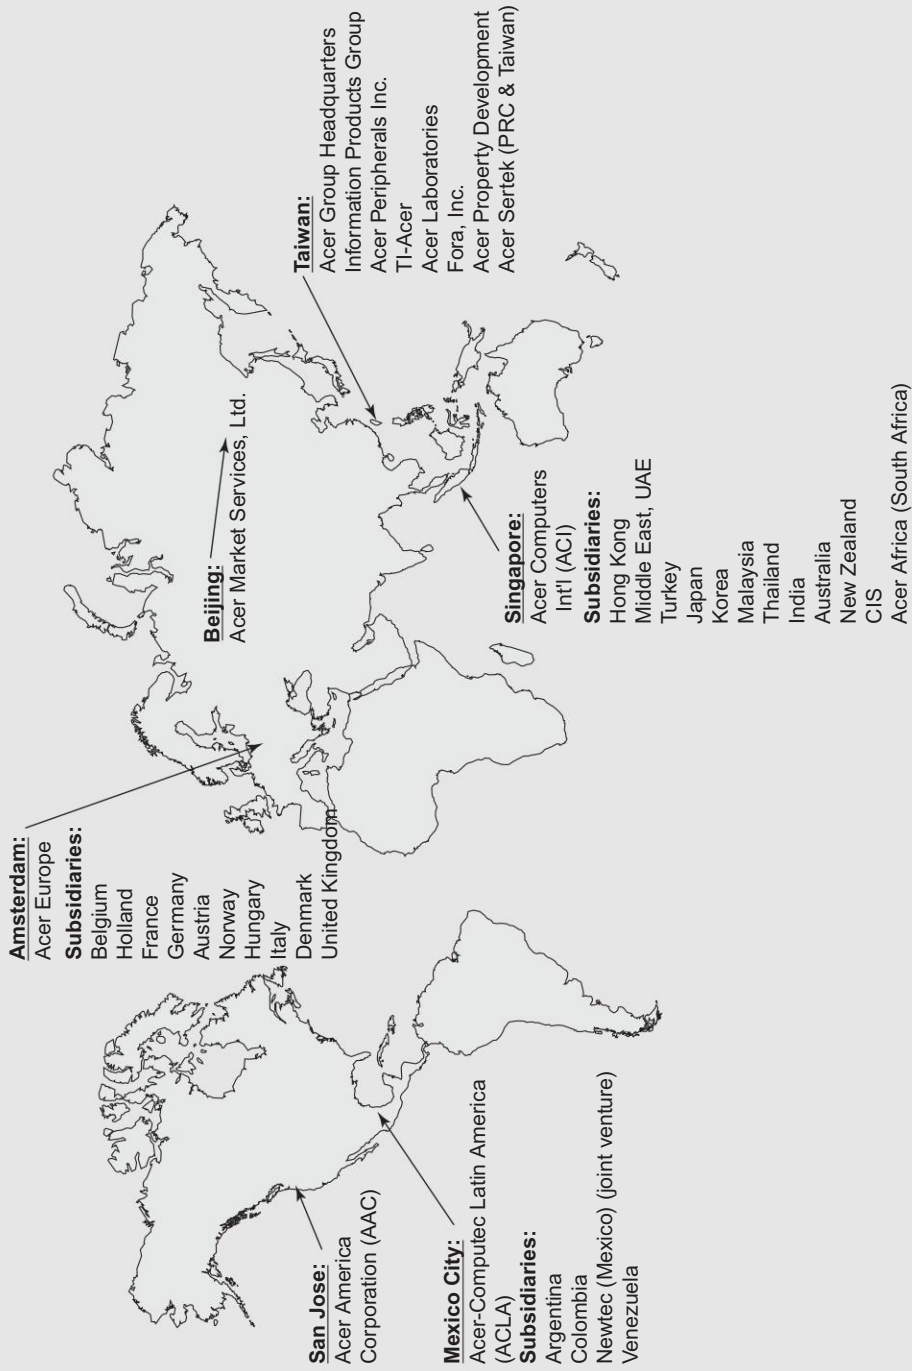 Amsterdam:
Acer Europe
Subsidiaries:
Belgium
Holland
France
Germany
Austria
Norway
Hungary
Italy
Denmark
United Kingdom
San Jose:
Acer America
Corporation (AAC)
Mexico City:
Acer-Computec Latin America
(ACLA)
Subsidiaries:
Argentina
Colombia
Newtec (Mexico) (joint venture)
Venezuela
Beijing:
Acer Market Services, Ltd.
Taiwan:
Acer Group Headquarters
Information Products Group
Acer Peripherals Inc.
TI-Acer
Acer Laboratories
Fora, Inc.
Acer Property Development
Acer Sertek (PRC & Taiwan)
Singapore:
Acer Computers
Int'l (ACI)
Subsidiaries:
Hong Kong
Middle East, UAE
Turkey
Japan
Korea
Malaysia
Thailand
India
Australia
New Zealand
CIS
Acer Africa (South Africa)